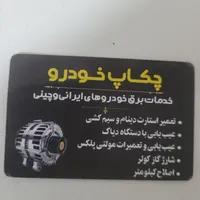 چکاپ خودرو
خدمات برق خودروهای ایرانی و چینی
• تعمیر استارت دینام و سیم کشی
• عیب یابی با دستگاه دیاگ
• عیب یابی و تعمیرات مولتی پلکس
• شارژ گاز کولر
• اصلاح کیلومتر